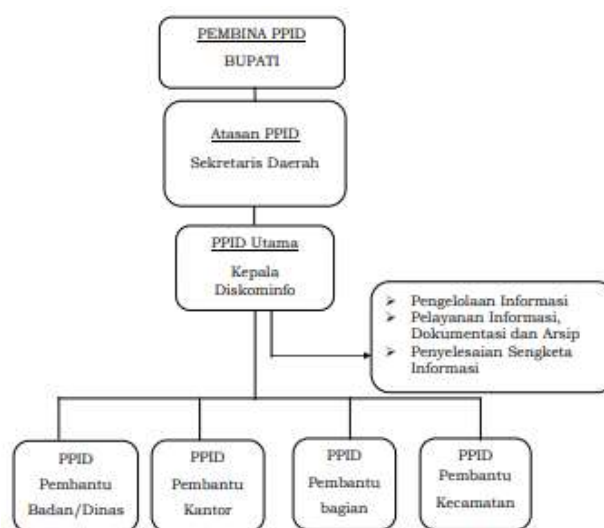 PEMBINA PPID
BUPATI
Atasan PPID
Sekretaris Daerah
PPID Utama
Kepala
Diskominfo
➢ Pengelolaan Informasi
➢ Pelayanan Informasi,
Dokumentasi dan Arsip
➢ Penyelesaian Sengketa
Informasi
PPID
Pembantu
Badan/Dinas
PPID
Pembantu
Kantor
PPID
Pembantu
bagian
PPID
Pembantu
Kecamatan